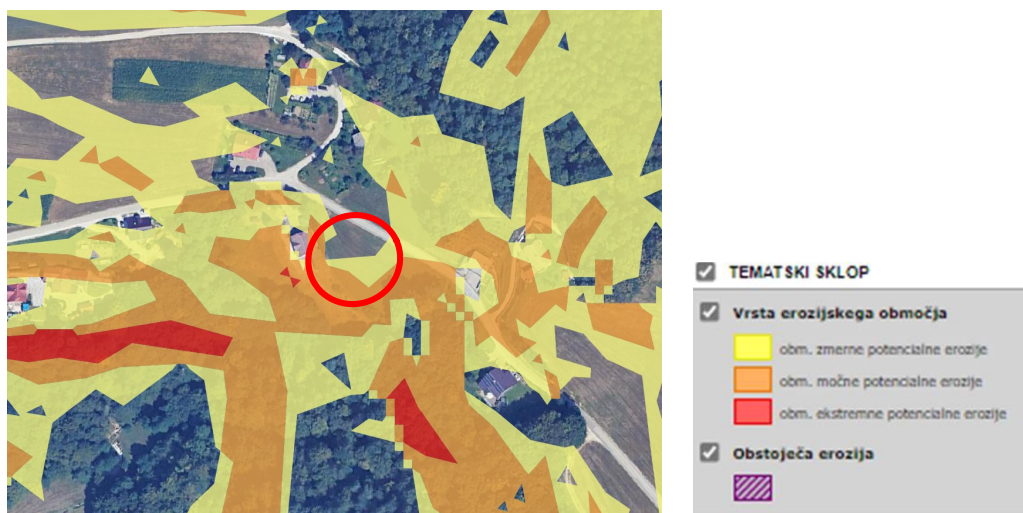 TEMATSKI SKLOP
Vrsta erozijskega območja
obm. zmerne potencialne erozije
obm. močne potencialne erozije
obm. ekstremne potencialne erozije
Obstoječa erozija